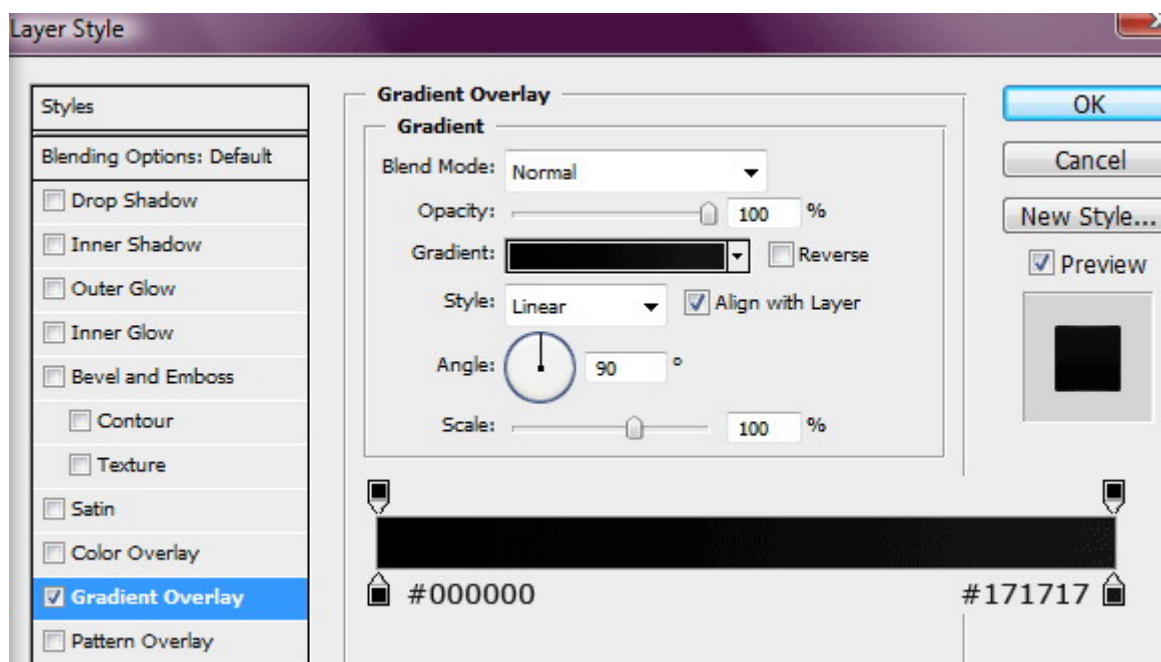 Layer Style
Styles
Blending Options: Default
Drop Shadow
Inner Shadow
Outer Glow
Inner Glow
Bevel and Emboss
Contour
Texture
Satin
Color Overlay
Gradient Overlay
Pattern Overlay
Gradient Overlay
Gradient
Blend Mode: Normal
Opacity: 100 %
Gradient: Reverse
Style: Linear Align with Layer
Angle: 90 °
Scale: 100 %
#000000 #171717
OK
Cancel
New Style...
Preview